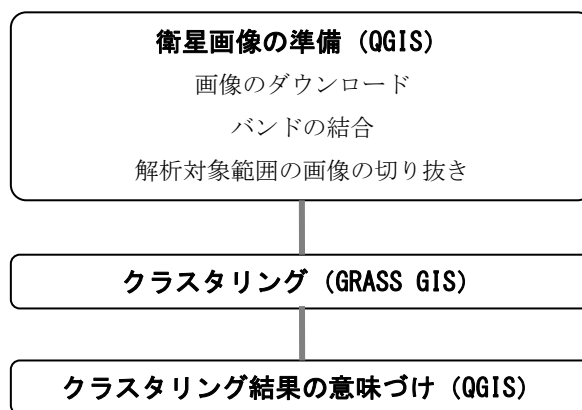 衛星画像の準備 (QGIS)
画像のダウンロード
バンドの結合
解析対象範囲の画像の切り抜き
クラスタリング (GRASS GIS)
クラスタリング結果の意味づけ (QGIS)